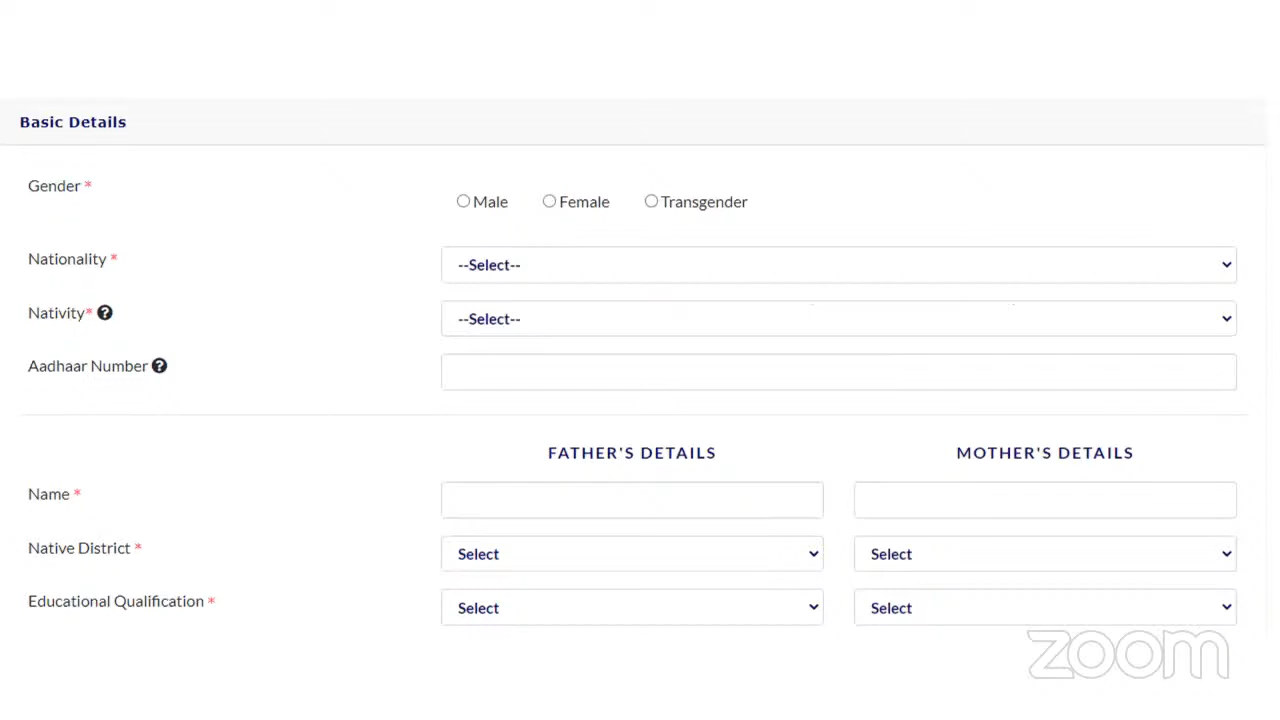 Basic Details
Gender *
Male Female Transgender
Nationality * --Select--
Nativity* ? --Select--
Aadhaar Number ?
FATHER'S DETAILS MOTHER'S DETAILS
Name *
Native District * Select Select
Educational Qualification * Select Select
zoom